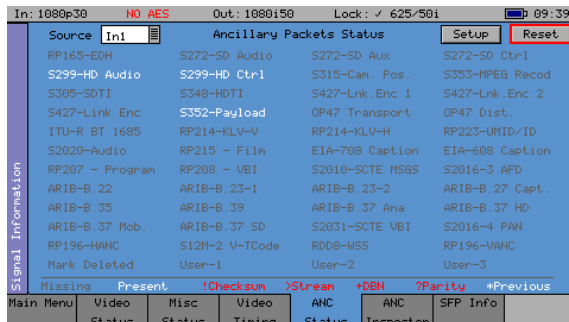 In: 1080p30 NO AES Out: 1080i50 Lock: ✓ 625/50i 09:39
Source In1 Ancillary Packets Status Setup Reset
RP165-EDH S272-SD Audio S272-SD Aux S272-SD Ctrl
S299-HD Audio S299-HD Ctrl S315-Cam. Pos. S353-MPEG Recod
S305-SDTI S348-HDTI S427-Lnk.Enc 1 S427-Lnk.Enc 2
S427-Link Enc S352-Payload OP47 Transport OP47 Dist.
ITU-R BT 1685 RP214-KLV-V RP214-KLV-H RP223-UMID/ID
S2020-Audio RP215 - Film EIA-708 Caption EIA-608 Caption
RP207 - Program RP208 - VBI S2010-SCTE MSGS S2016-3 AFD
ARIB-B.22 ARIB-B.23-1 ARIB-B.23-2 ARIB-B.27 Capt.
ARIB-B.35 ARIB-B.39 ARIB-B.37 Ana ARIB-B.37 HD
ARIB-B.37 Mob. ARIB-B.37 SD S2031-SCTE VBI S2016-4 PAN
RP196-HANC S12M-2 V-TCode RDD8-WSS RP196-VANC
Mark Deleted User-1 User-2 User-3
Missing Present !Checksum >Stream +DBN ?Parity *Previous
Signal Information
Main Menu Video Misc Video ANC ANC SFP Info
Status Status Timing Status Inspector